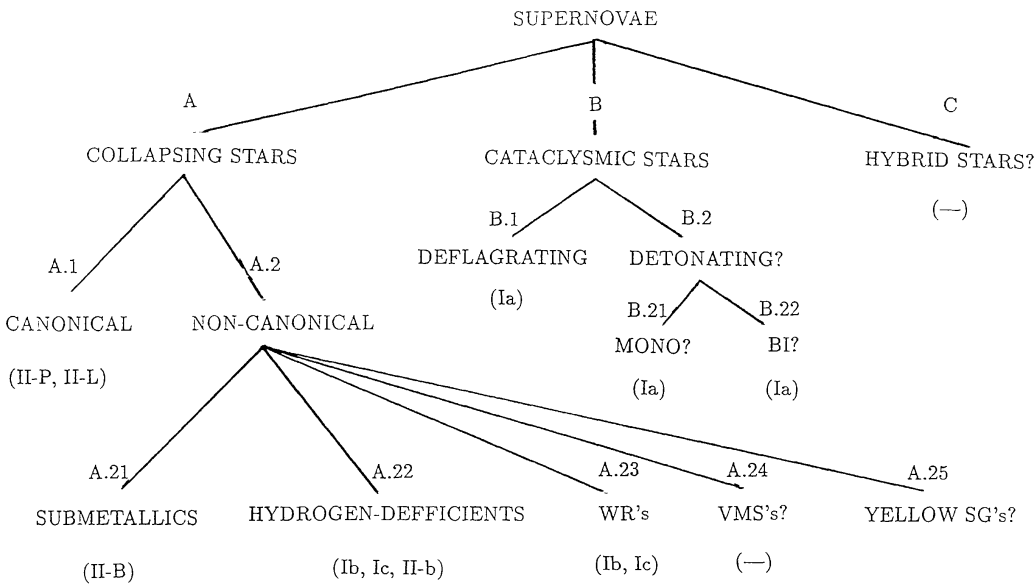 SUPERNOVAE
A B C
COLLAPSING STARS CATACLYSMIC STARS HYBRID STARS?
(—)
B.1 B.2
A.1 A.2 DEFLAGRATING DETONATING?
(Ia)
B.21 B.22
CANONICAL NON-CANONICAL MONO? BI?
(II-P, II-L) (Ia) (Ia)
A.21 A.22 A.23 A.24 A.25
SUBMETALLICS HYDROGEN-DEFFICIENTS WR's VMS's? YELLOW SG's?
(II-B) (Ib, Ic, II-b) (Ib, Ic) (—)